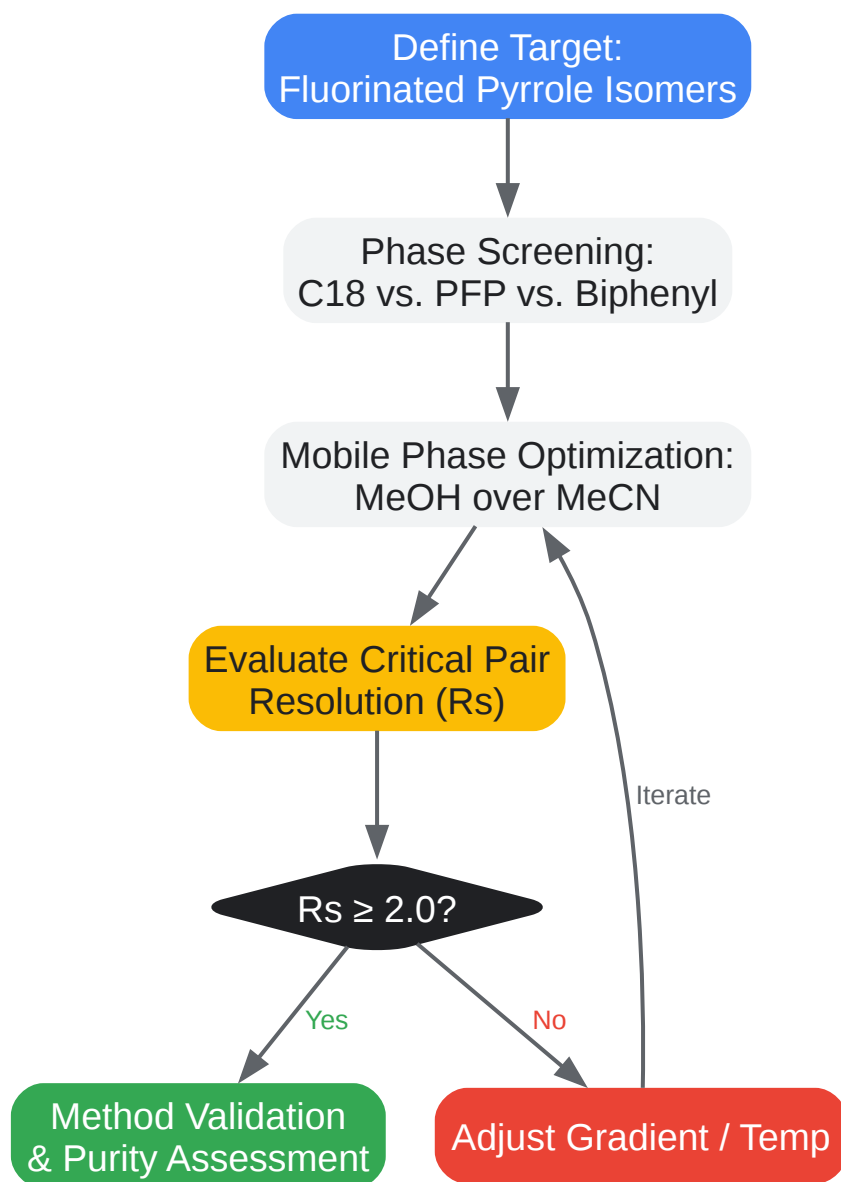 Define Target:
Fluorinated Pyrrole Isomers
Phase Screening:
C18 vs. PFP vs. Biphenyl
Mobile Phase Optimization:
MeOH over MeCN
Evaluate Critical Pair
Resolution (Rs)
Iterate
Rs ≥ 2.0?
Yes
No
Method Validation
& Purity Assessment
Adjust Gradient / Temp